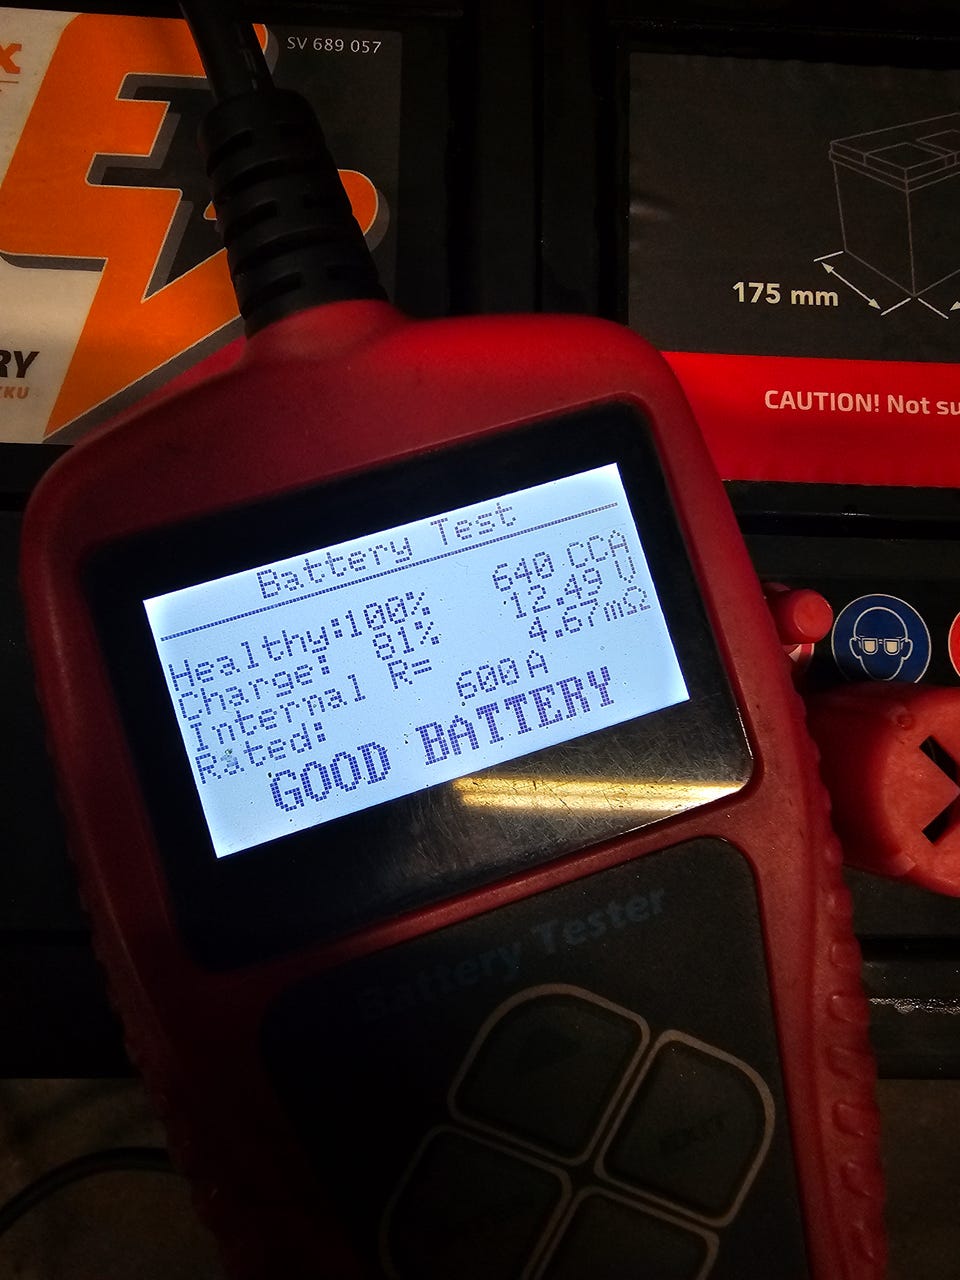 SV 689 057
175 mm
CAUTION! Not su
Battery Test
Healthy:100% 640 CCA
Charge: 81% 12.49 V
Internal R= 4.67mΩ
Rated: 600A
GOOD BATTERY
Battery Tester